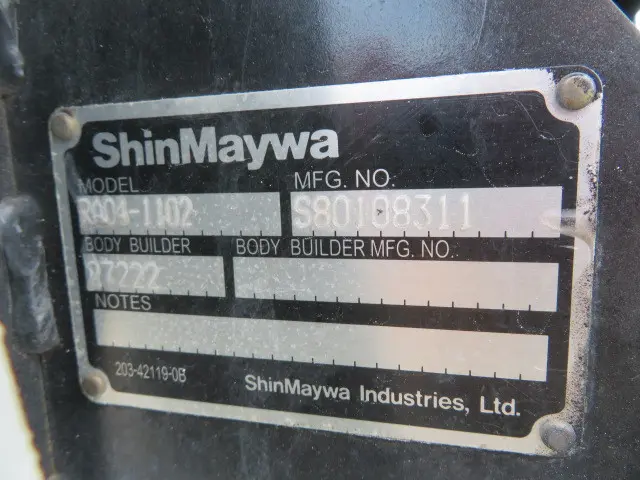 ShinMaywa
MODEL MFG. NO.
RA04-1102 S80108311
BODY BUILDER BODY BUILDER MFG. NO.
97222
NOTES
203-42119-0B
ShinMaywa Industries, Ltd.